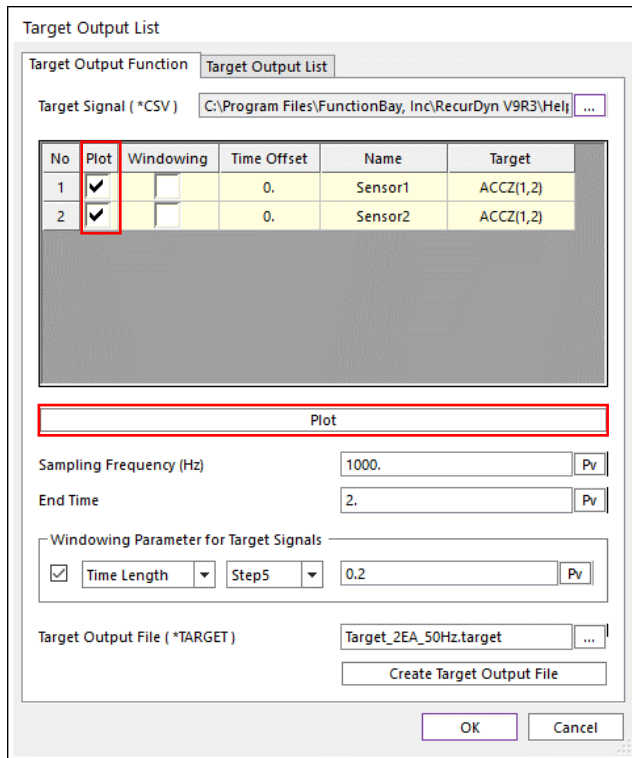 Target Output List
Target Output Function Target Output List
Target Signal ( *CSV ) C:\Program Files\FunctionBay, Inc\RecurDyn V9R3\Help ...
No Plot Windowing Time Offset Name Target
1 0. Sensor1 ACCZ(1,2)
2 0. Sensor2 ACCZ(1,2)
Plot
Sampling Frequency (Hz) 1000. Pv
End Time 2. Pv
Windowing Parameter for Target Signals
Time Length Step5 0.2 Pv
Target Output File ( *TARGET ) Target_2EA_50Hz.target ...
Create Target Output File
OK Cancel